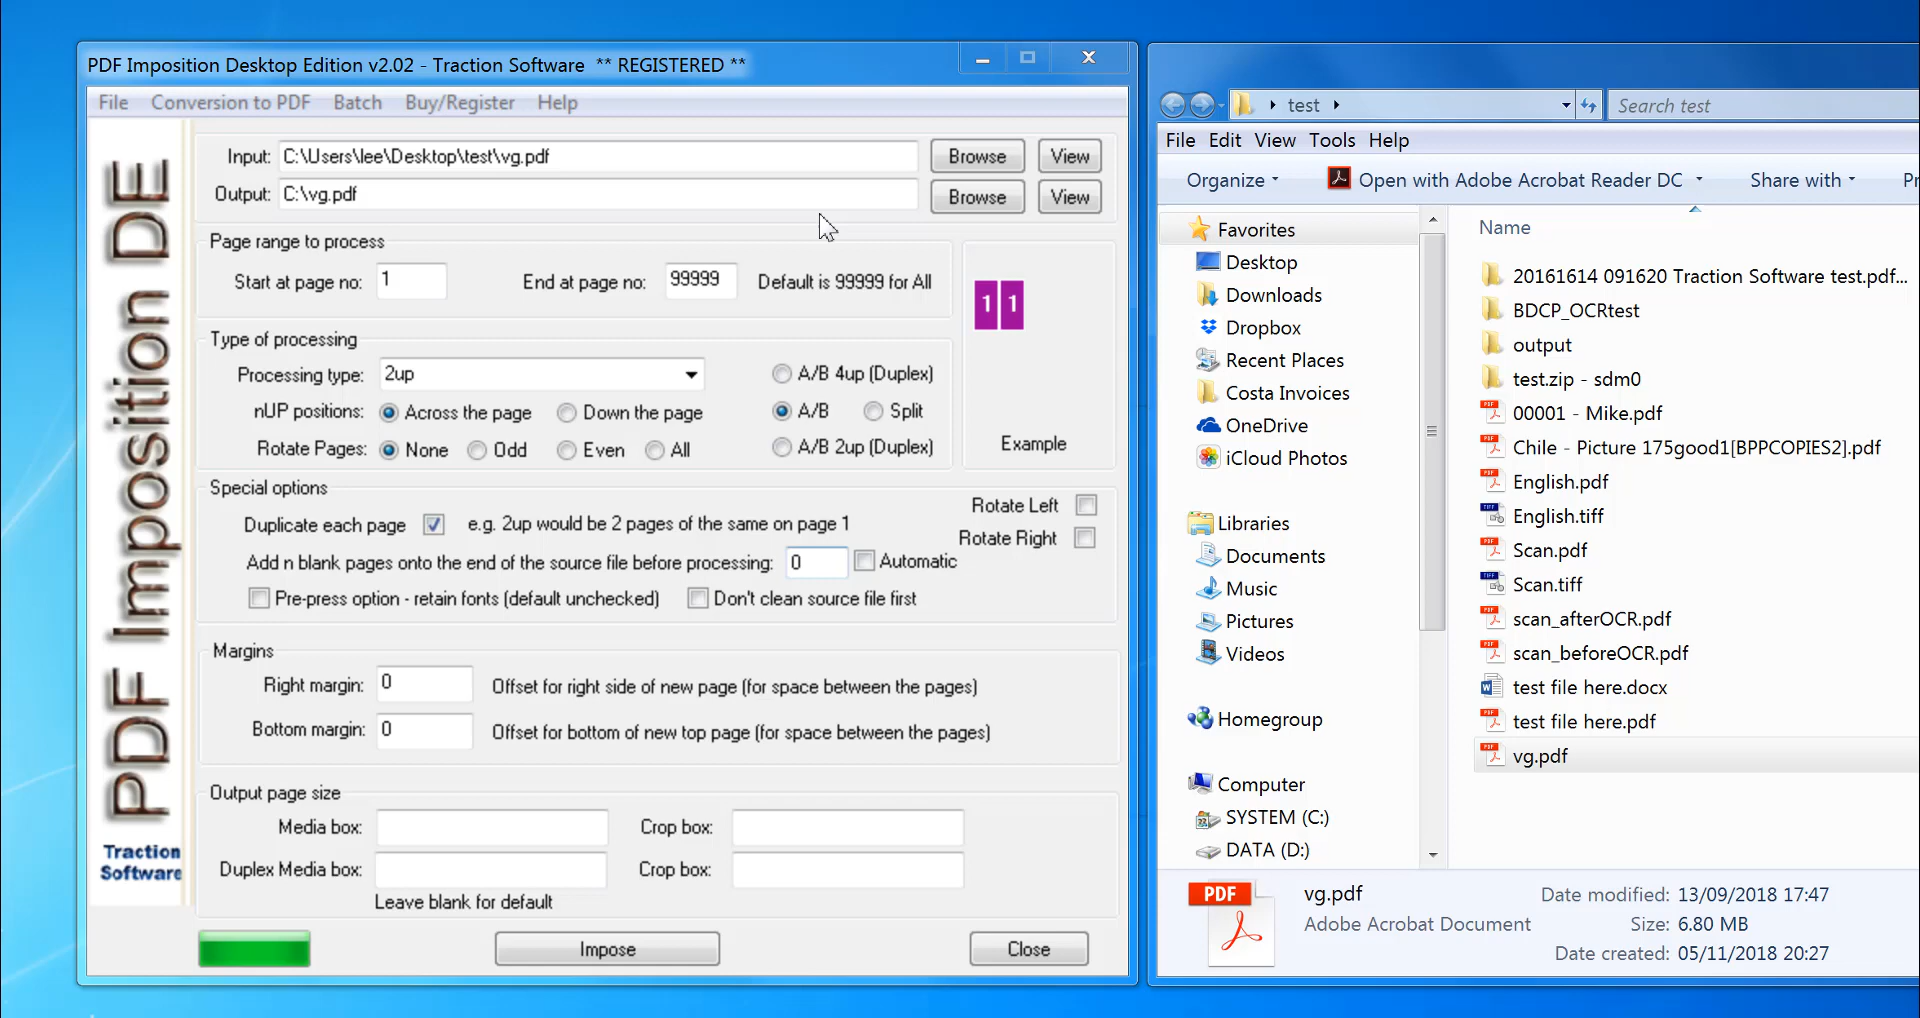 PDF Imposition Desktop Edition v2.02 - Traction Software ** REGISTERED **
File Conversion to PDF Batch Buy/Register Help
PDF Imposition DE
Traction
Software
Input: C:\Users\lee\Desktop\test\vg.pdf Browse View
Output: C:\vg.pdf Browse View
Page range to process
Start at page no: 1 End at page no: 99999 Default is 99999 for All
1 1
Example
Type of processing
Processing type: 2up A/B 4up (Duplex)
nUP positions: Across the page Down the page A/B Split
Rotate Pages: None Odd Even All A/B 2up (Duplex)
Special options
Rotate Left
Duplicate each page e.g. 2up would be 2 pages of the same on page 1
Rotate Right
Add n blank pages onto the end of the source file before processing: 0 Automatic
Pre-press option - retain fonts (default unchecked) Don't clean source file first
Margins
Right margin: 0 Offset for right side of new page (for space between the pages)
Bottom margin: 0 Offset for bottom of new top page (for space between the pages)
Output page size
Media box: Crop box:
Duplex Media box: Crop box:
Leave blank for default
Impose Close
test Search test
File Edit View Tools Help
Organize Open with Adobe Acrobat Reader DC Share with Pr
Favorites
Desktop
Downloads
Dropbox
Recent Places
Costa Invoices
OneDrive
iCloud Photos
Libraries
Documents
Music
Pictures
Videos
Homegroup
Computer
SYSTEM (C:)
DATA (D:)
Name
20161614 091620 Traction Software test.pdf...
BDCP_OCRtest
output
test.zip - sdm0
00001 - Mike.pdf
Chile - Picture 175good1[BPPCOPIES2].pdf
English.pdf
English.tiff
Scan.pdf
Scan.tiff
scan_afterOCR.pdf
scan_beforeOCR.pdf
test file here.docx
test file here.pdf
vg.pdf
PDF
vg.pdf Date modified: 13/09/2018 17:47
Adobe Acrobat Document Size: 6.80 MB
Date created: 05/11/2018 20:27